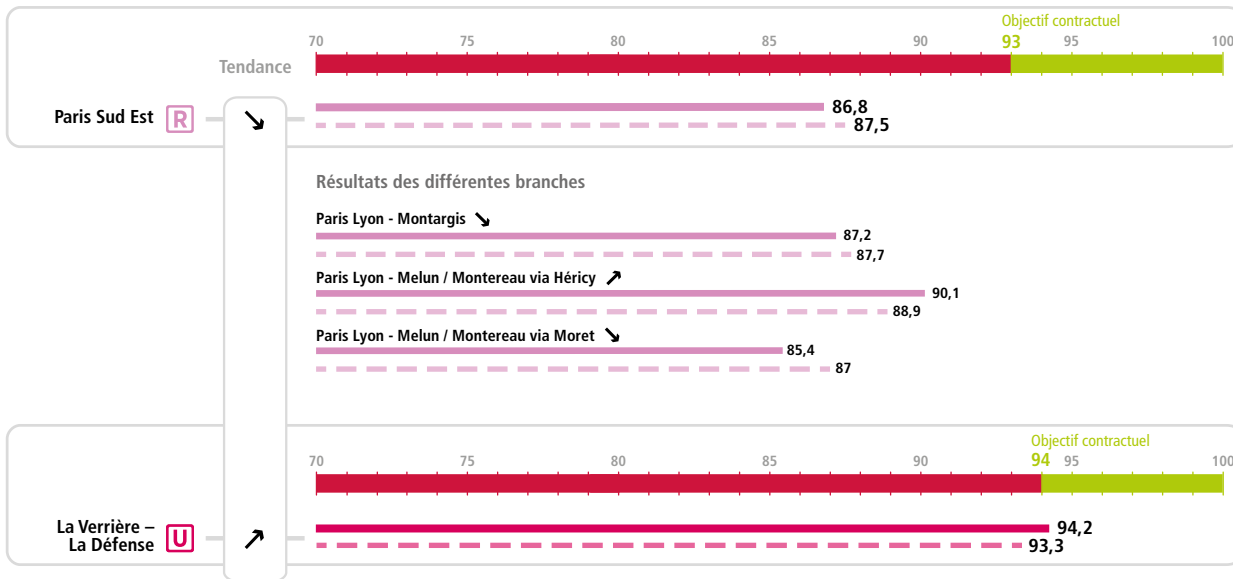 Objectif contractuel
70 75 80 85 90 93 95 100
Tendance
Paris Sud Est R
86,8
87,5
Résultats des différentes branches
Paris Lyon - Montargis
87,2
87,7
Paris Lyon - Melun / Montereau via Héricy
90,1
88,9
Paris Lyon - Melun / Montereau via Moret
85,4
87
Objectif contractuel
70 75 80 85 90 94 95 100
La Verrière –
La Défense U
94,2
93,3